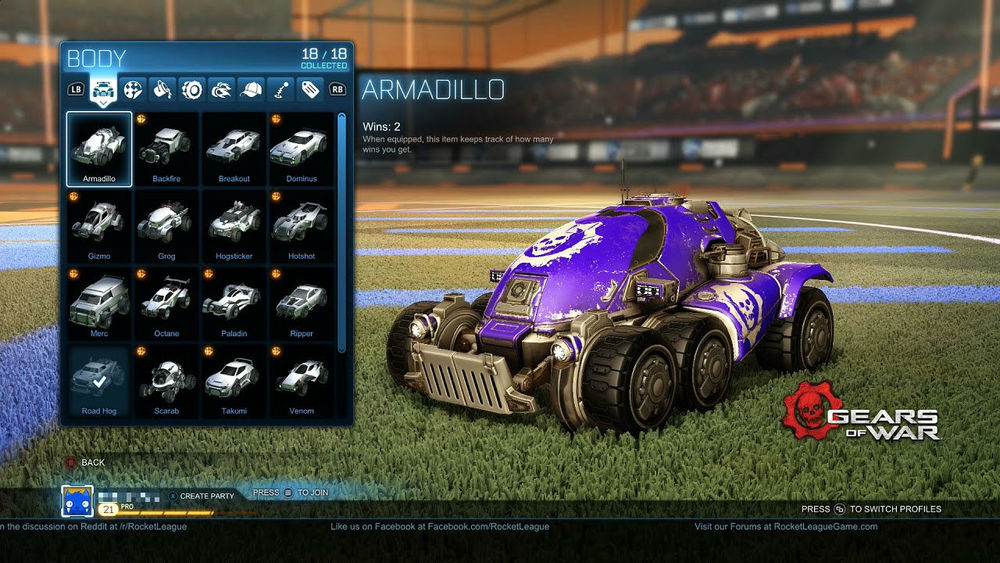 BODY
18 / 18
COLLECTED
LB
RB
Armadillo
Backfire
Breakout
Dominus
Gizmo
Grog
Hogsticker
Hotshot
Merc
Octane
Paladin
Ripper
Road Hog
Scarab
Takumi
Venom
ARMADILLO
Wins: 2
When equipped, this item keeps track of how many
wins you get.
GEARS
OF WAR
BACK
CREATE PARTY
21 PRO
PRESS TO JOIN
PRESS TO SWITCH PROFILES
n the discussion on Reddit at /r/RocketLeague
Like us on Facebook at Facebook.com/RocketLeague
Visit our Forums at RocketLeagueGame.com